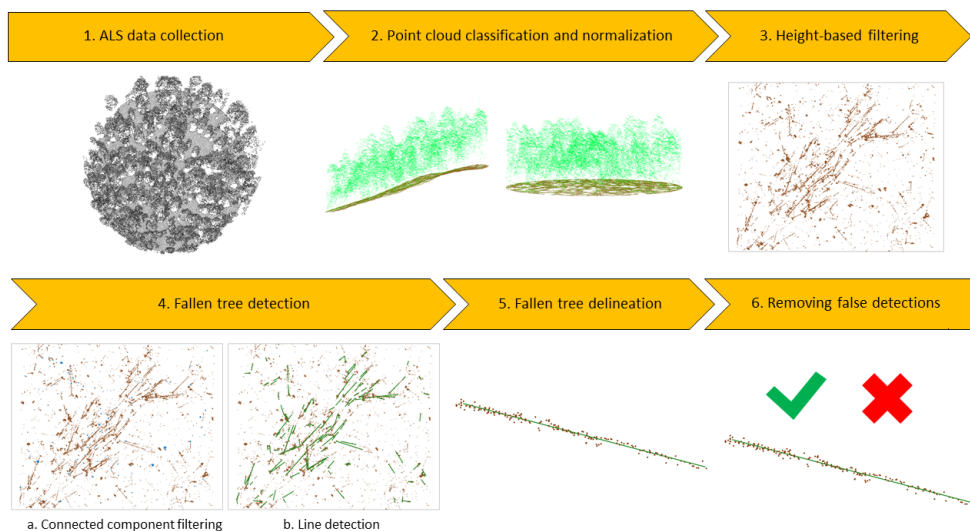 1. ALS data collection
2. Point cloud classification and normalization
3. Height-based filtering
4. Fallen tree detection
5. Fallen tree delineation
6. Removing false detections
a. Connected component filtering
b. Line detection